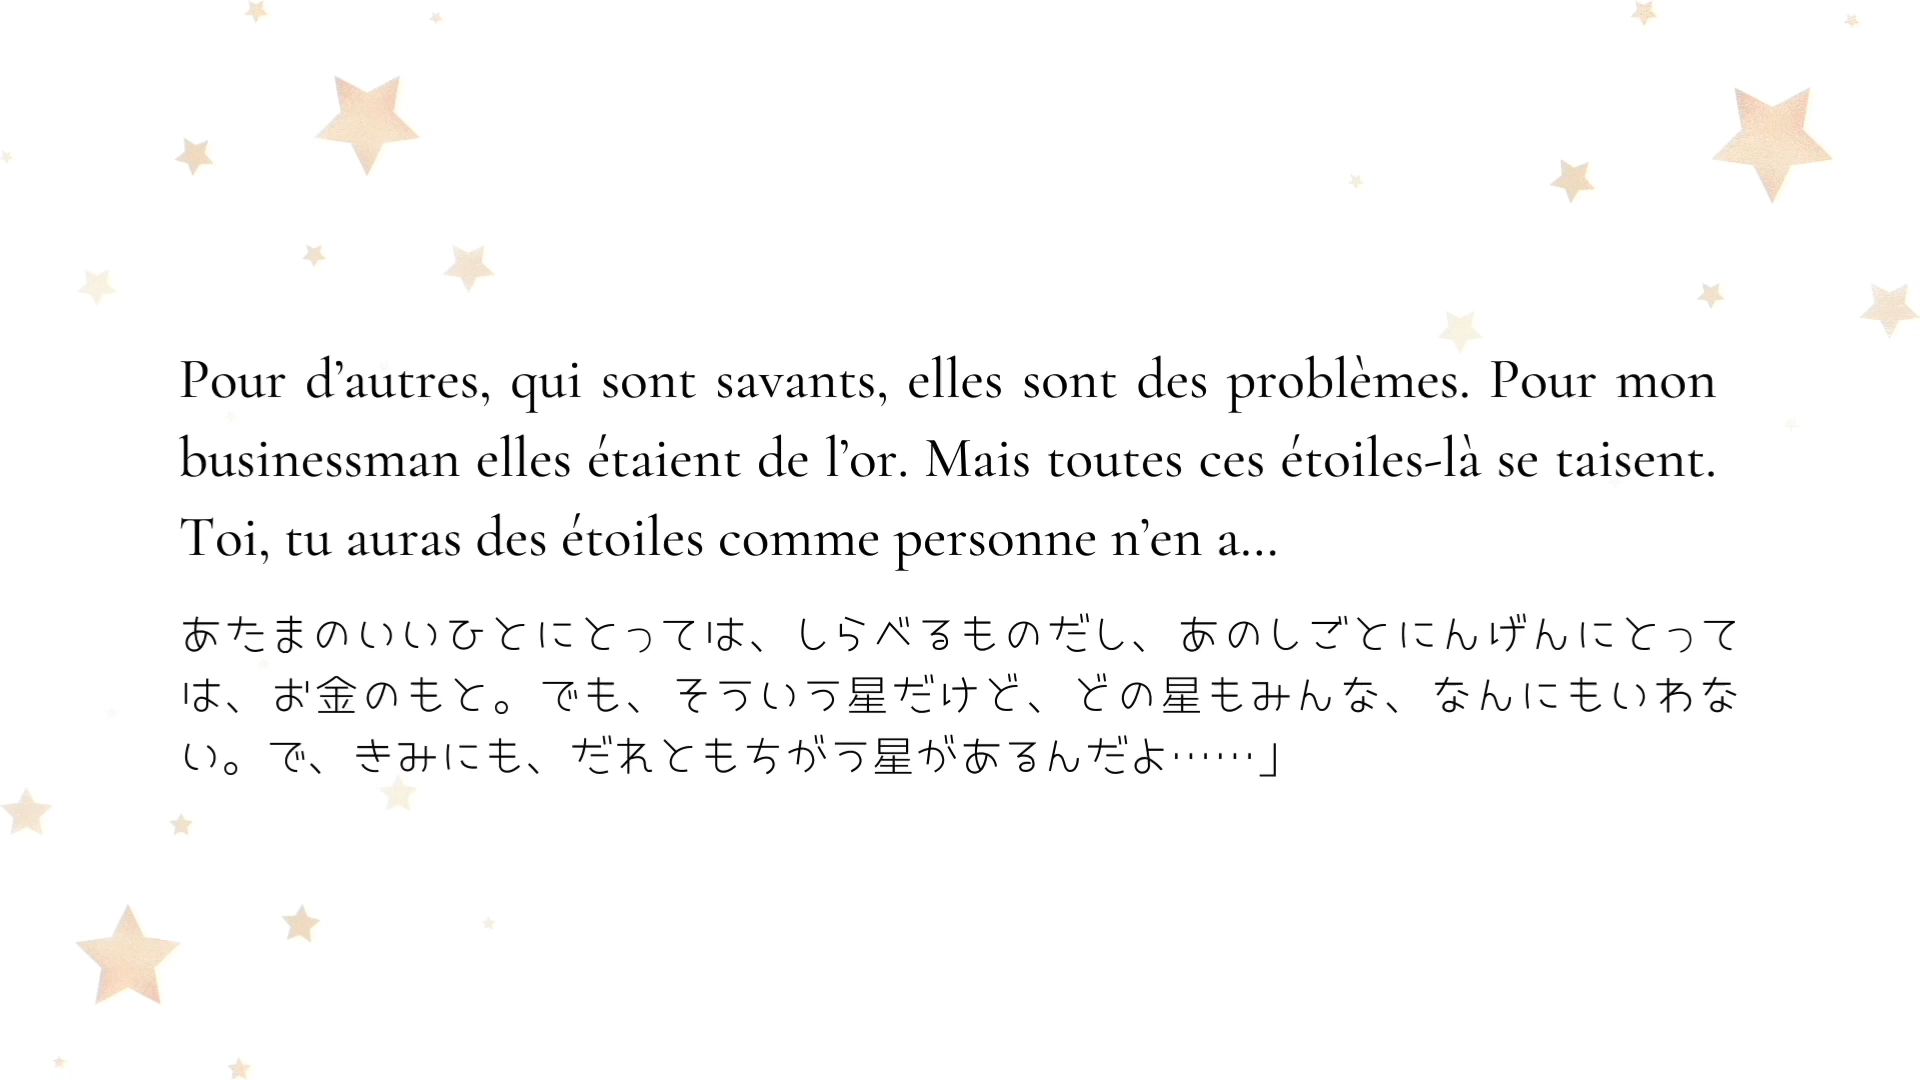 Pour d’autres, qui sont savants, elles sont des problèmes. Pour mon
businessman elles étaient de l’or. Mais toutes ces étoiles-là se taisent.
Toi, tu auras des étoiles comme personne n’en a...
あたまのいいひとにとっては、しらべるものだし、あのしごとにんげんにとって
は、お金のもと。でも、そういう星だけど、どの星もみんな、なんにもいわな
い。で、きみにも、だれともちがう星があるんだよ……」